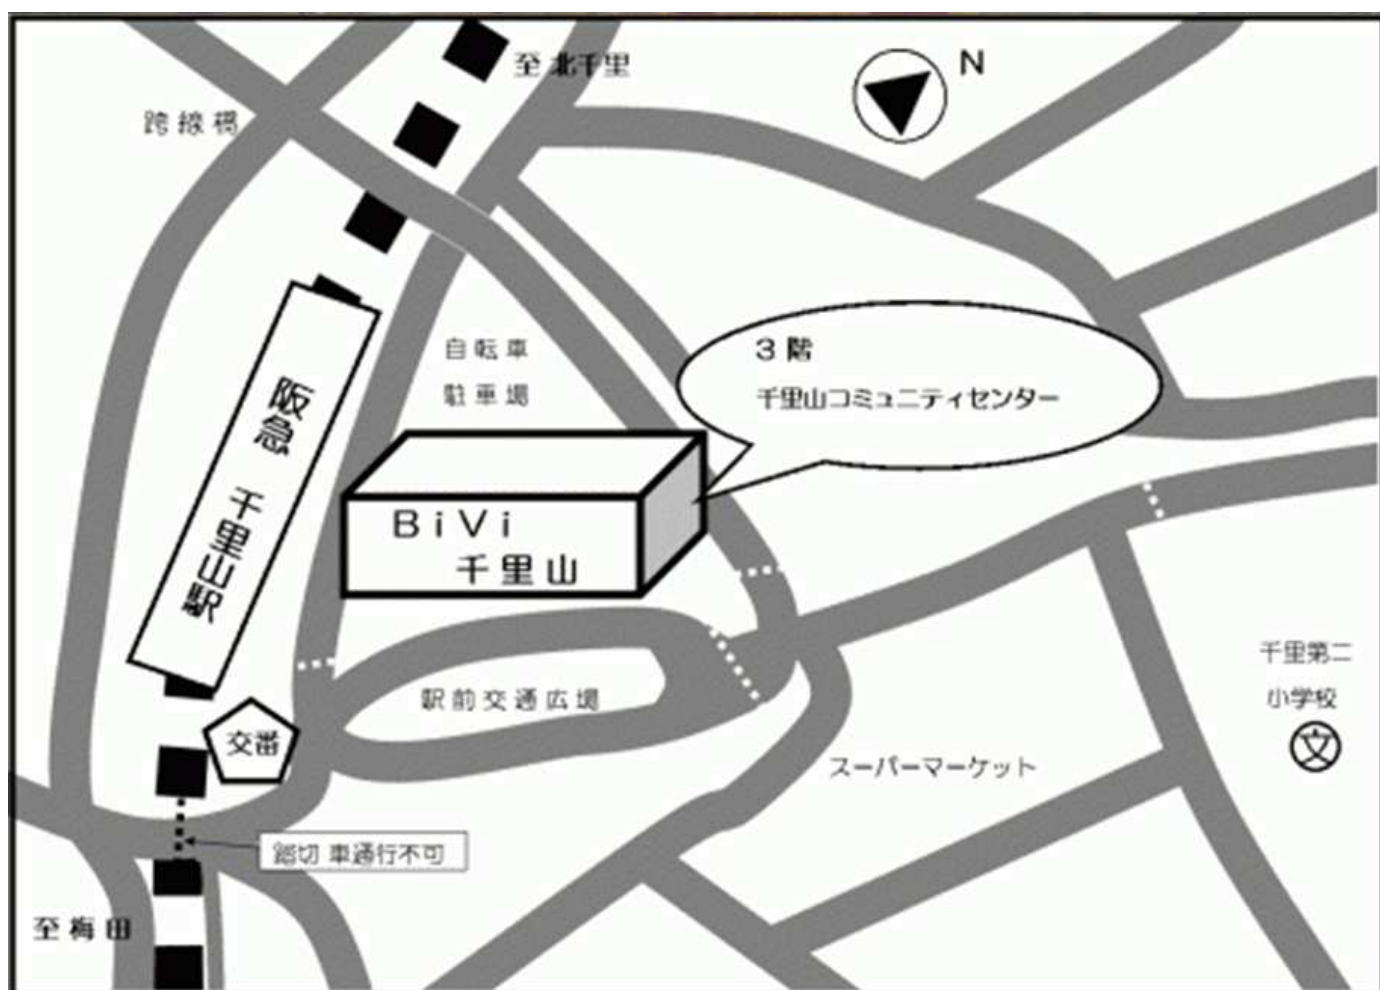 至 北千里
N
跨線橋
自転車
駐車場
3階
千里山コミュニティセンター
阪急 千里山駅
BiVi
千里山
千里第二
小学校
文
駅前交通広場
交番
スーパーマーケット
踏切 車通行不可
至 梅田